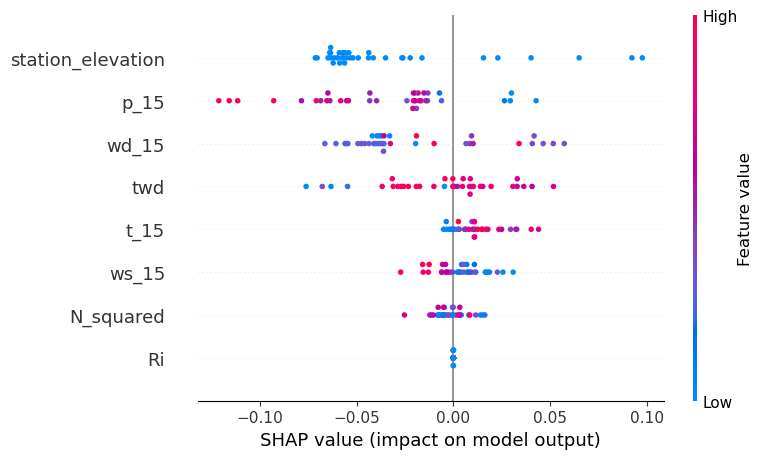 High
station_elevation
p_15
wd_15
twd
t_15
ws_15
N_squared
Ri
Feature value
Low
−0.10 −0.05 0.00 0.05 0.10
SHAP value (impact on model output)